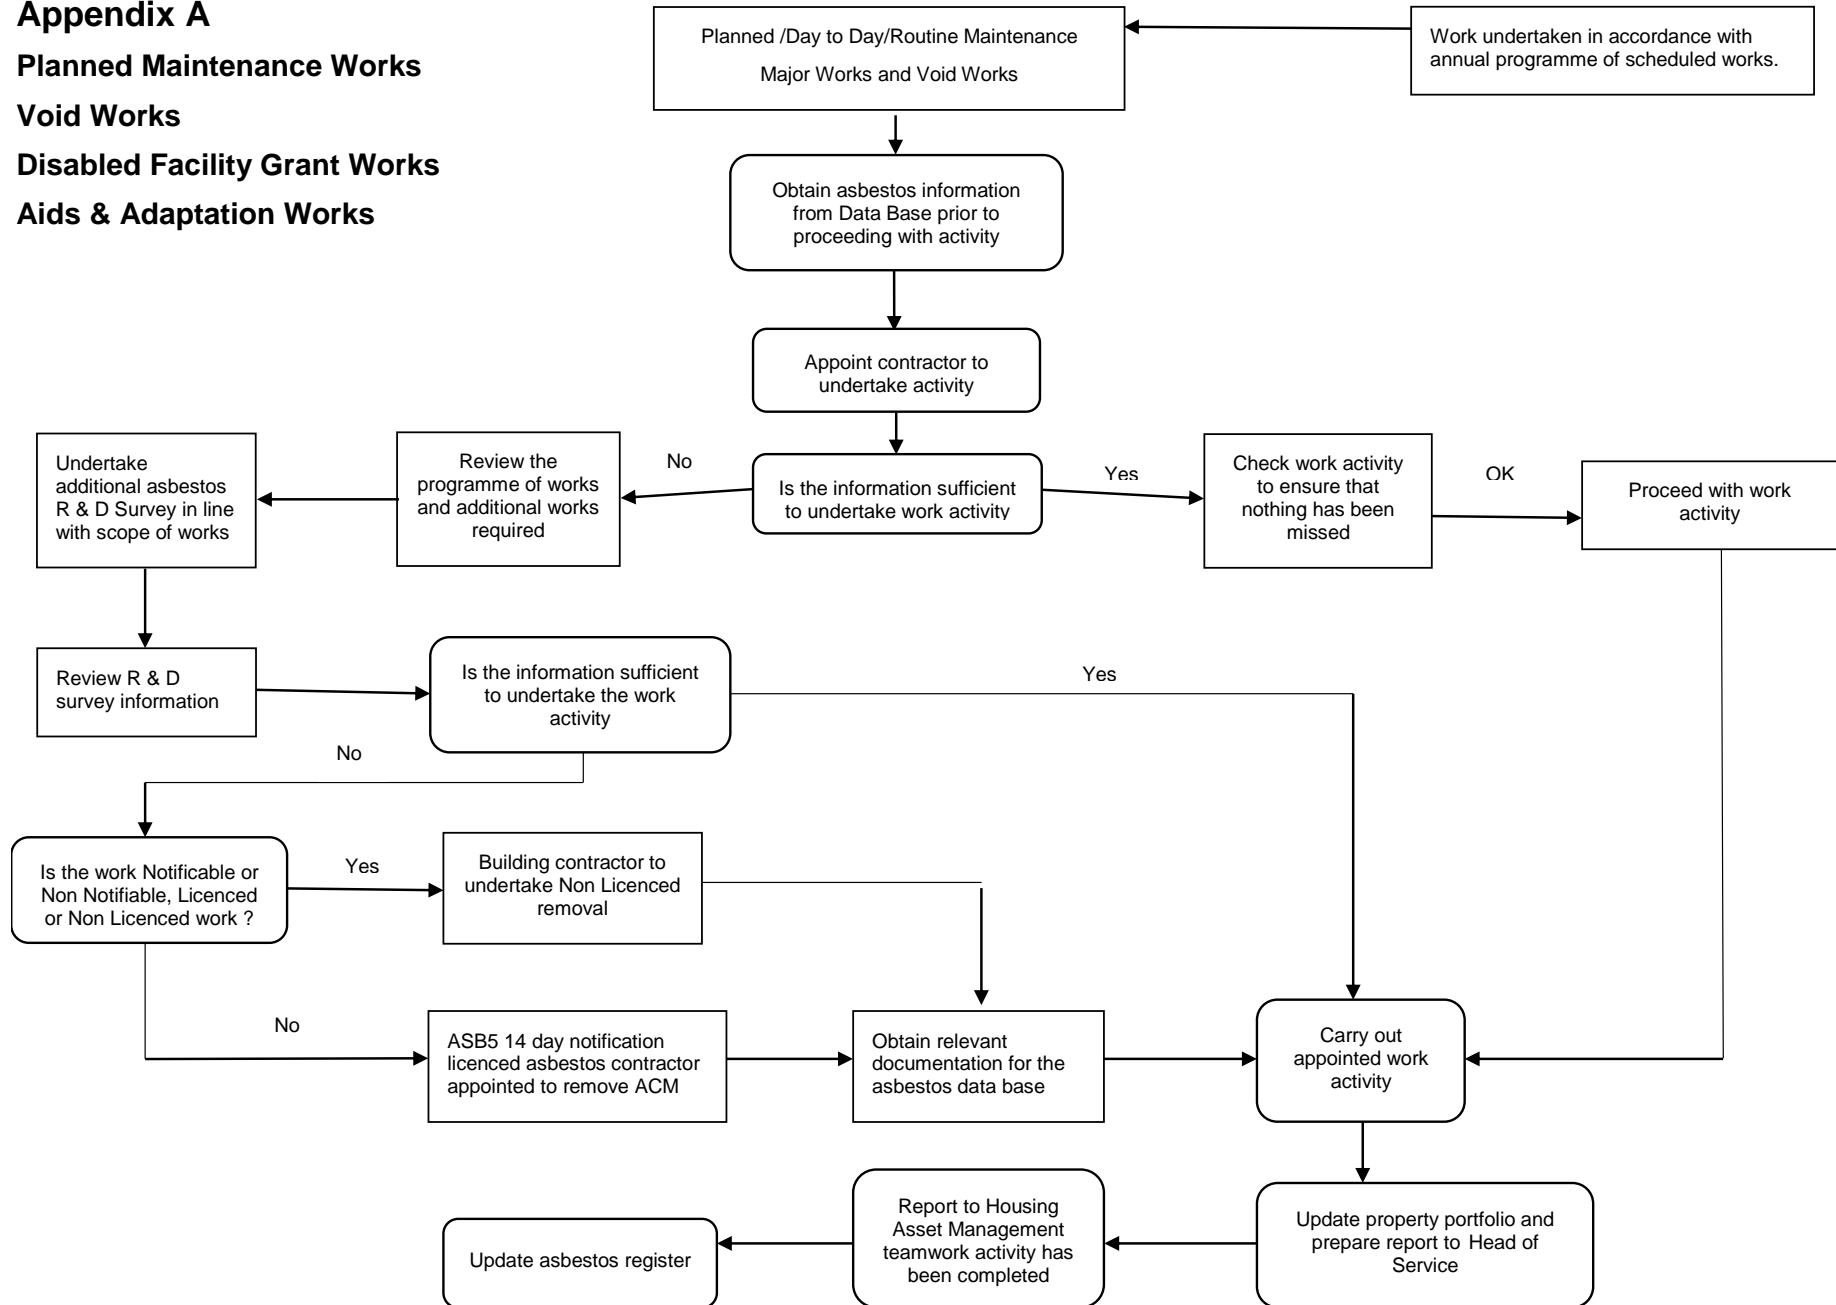 Appendix A
Planned Maintenance Works
Void Works
Disabled Facility Grant Works
Aids & Adaptation Works
Planned /Day to Day/Routine Maintenance
Major Works and Void Works
Work undertaken in accordance with
annual programme of scheduled works.
Obtain asbestos information
from Data Base prior to
proceeding with activity
Appoint contractor to
undertake activity
Undertake
additional asbestos
R & D Survey in line
with scope of works
Review the
programme of works
and additional works
required
No
Is the information sufficient
to undertake work activity
Yes
Check work activity
to ensure that
nothing has been
missed
OK
Proceed with work
activity
Review R & D
survey information
Is the information sufficient
to undertake the work
activity
Yes
No
Is the work Notificable or
Non Notifiable, Licenced
or Non Licenced work ?
Yes
Building contractor to
undertake Non Licenced
removal
No
ASB5 14 day notification
licenced asbestos contractor
appointed to remove ACM
Obtain relevant
documentation for the
asbestos data base
Carry out
appointed work
activity
Update asbestos register
Report to Housing
Asset Management
teamwork activity has
been completed
Update property portfolio and
prepare report to Head of
Service